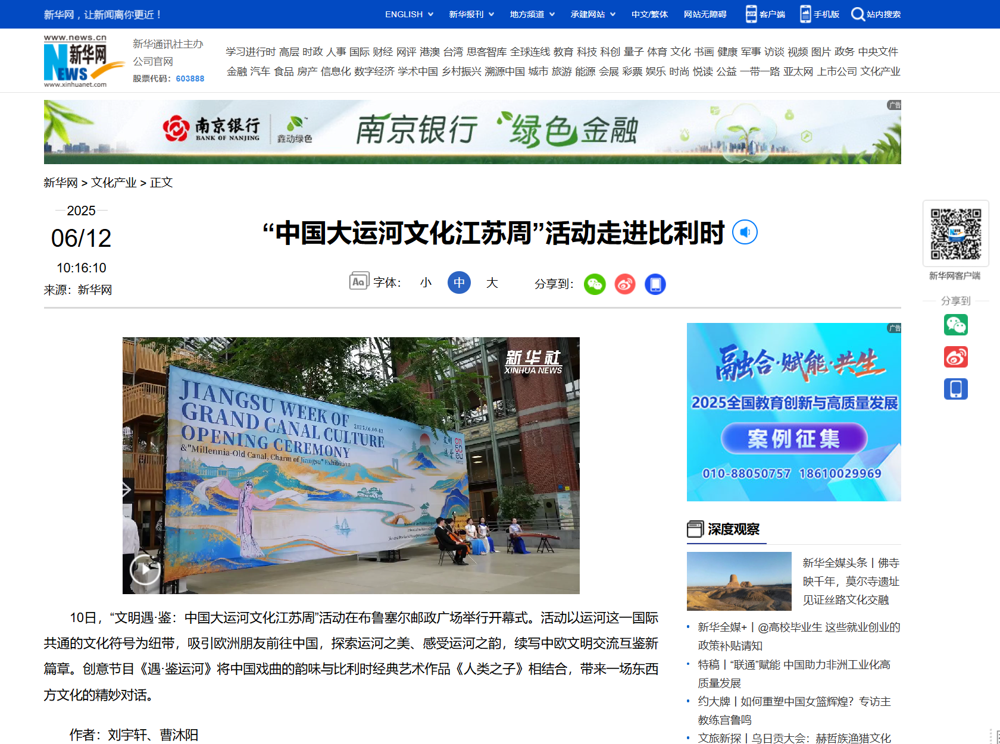 新华网，让新闻离你更近！
ENGLISH 新华报刊 地方频道 承建网站 中文/繁体 网站无障碍 客户端 手机版 站内搜索
www.news.cn
新华网
NEWS
www.xinhuanet.com
新华通讯社主办
公司官网
股票代码：603888
学习进行时 高层 时政 人事 国际 财经 网评 港澳 台湾 思客智库 全球连线 教育 科技 科创 量子 体育 文化 书画 健康 军事 访谈 视频 图片 政务 中央文件
金融 汽车 食品 房产 信息化 数字经济 学术中国 乡村振兴 溯源中国 城市 旅游 能源 会展 彩票 娱乐 时尚 悦读 公益 一带一路 亚太网 上市公司 文化产业
广告
南京银行
BANK OF NANJING
鑫动绿色
南京银行 绿色金融
新华网 > 文化产业 > 正文
2025
06/12
10:16:10
来源：新华网
“中国大运河文化江苏周”活动走进比利时
Aa 字体： 小 中 大 分享到：
新华网客户端
分享到
新华社
XINHUA NEWS
JIANGSU WEEK OF
GRAND CANAL CULTURE
2025.06.09-13
OPENING CEREMONY
&"Millennia-Old Canal, Charm of Jiangsu" Exhibition
10日，“文明遇·鉴：中国大运河文化江苏周”活动在布鲁塞尔邮政广场举行开幕式。活动以运河这一国际
共通的文化符号为纽带，吸引欧洲朋友前往中国，探索运河之美、感受运河之韵，续写中欧文明交流互鉴新
篇章。创意节目《遇·鉴运河》将中国戏曲的韵味与比利时经典艺术作品《人类之子》相结合，带来一场东西
方文化的精妙对话。
作者：刘宇轩、曹沐阳
广告
融合·赋能·共生
2025全国教育创新与高质量发展
案例征集
010-88050757 18610029969
深度观察
新华全媒头条丨佛寺
映千年，莫尔寺遗址
见证丝路文化交融
新华全媒+丨@高校毕业生 这些就业创业的
政策补贴请知
特稿丨“联通”赋能 中国助力非洲工业化高
质量发展
约大牌丨如何重塑中国女篮辉煌？专访主
教练宫鲁鸣
文旅新探丨乌日贡大会：赫哲族渔猎文化